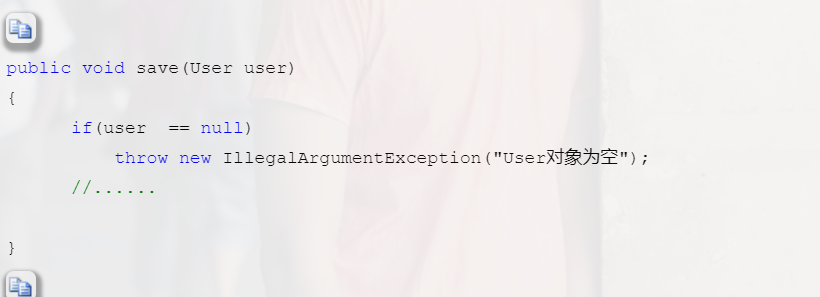 public void save(User user)
{
if(user  == null)
throw new IllegalArgumentException("User对象为空");
//......
}